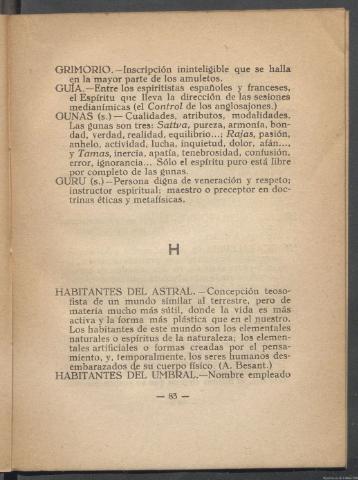 GRIMORIO.—Inscripción ininteligible que se halla
en la mayor parte de los amuletos.
GUÍA.—Entre los espiritistas españoles y franceses,
el Espíritu que lleva la dirección de las sesiones
medianímicas (el Control de los anglosajones.)
GUNAS (s.)—Cualidades, atributos, modalidades.
Las gunas son tres: Sattva, pureza, armonía, bon-
dad, verdad, realidad, equilibrio...; Rajas, pasión,
anhelo, actividad, lucha, inquietud, dolor, afán...,
y Tamas, inercia, apatía, tenebrosidad, confusión,
error, ignorancia... Sólo el espíritu puro está libre
por completo de las gunas.
GURU (s.)—Persona digna de veneración y respeto;
instructor espiritual; maestro o preceptor en doc-
trinas éticas y metafísicas.
H
HABITANTES DEL ASTRAL.—Concepción teoso-
fista de un mundo similar al terrestre, pero de
materia mucho más sútil, donde la vida es más
activa y la forma más plástica que en el nuestro.
Los habitantes de este mundo son los elementales
naturales o espíritus de la naturaleza; los elemen-
tales artificiales o formas creadas por el pensa-
miento, y, temporalmente, los seres humanos des-
embarazados de su cuerpo físico (A. Besant.)
HABITANTES DEL UMBRAL.—Nombre empleado
— 83 —